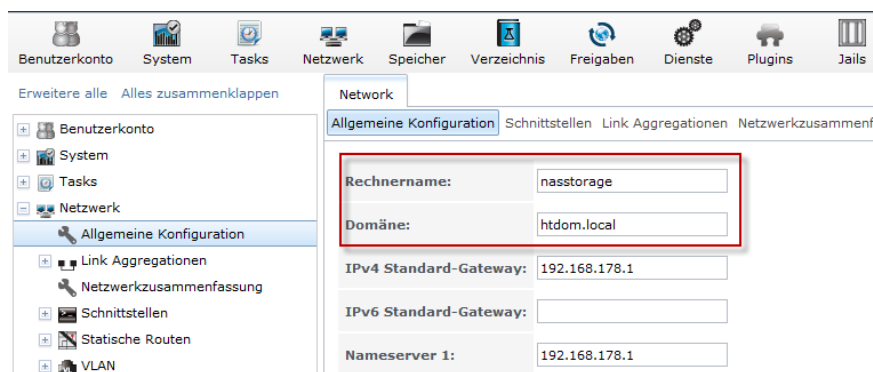 Benutzerkonto System Tasks Netzwerk Speicher Verzeichnis Freigaben Dienste Plugins Jails
Erweitere alle Alles zusammenklappen
Benutzerkonto
System
Tasks
Netzwerk
Allgemeine Konfiguration
Link Aggregationen
Netzwerkzusammenfassung
Schnittstellen
Statische Routen
VLAN
Network
Allgemeine Konfiguration Schnittstellen Link Aggregationen Netzwerkzusammenf
Rechnername: nasstorage
Domäne: htdom.local
IPv4 Standard-Gateway: 192.168.178.1
IPv6 Standard-Gateway:
Nameserver 1: 192.168.178.1